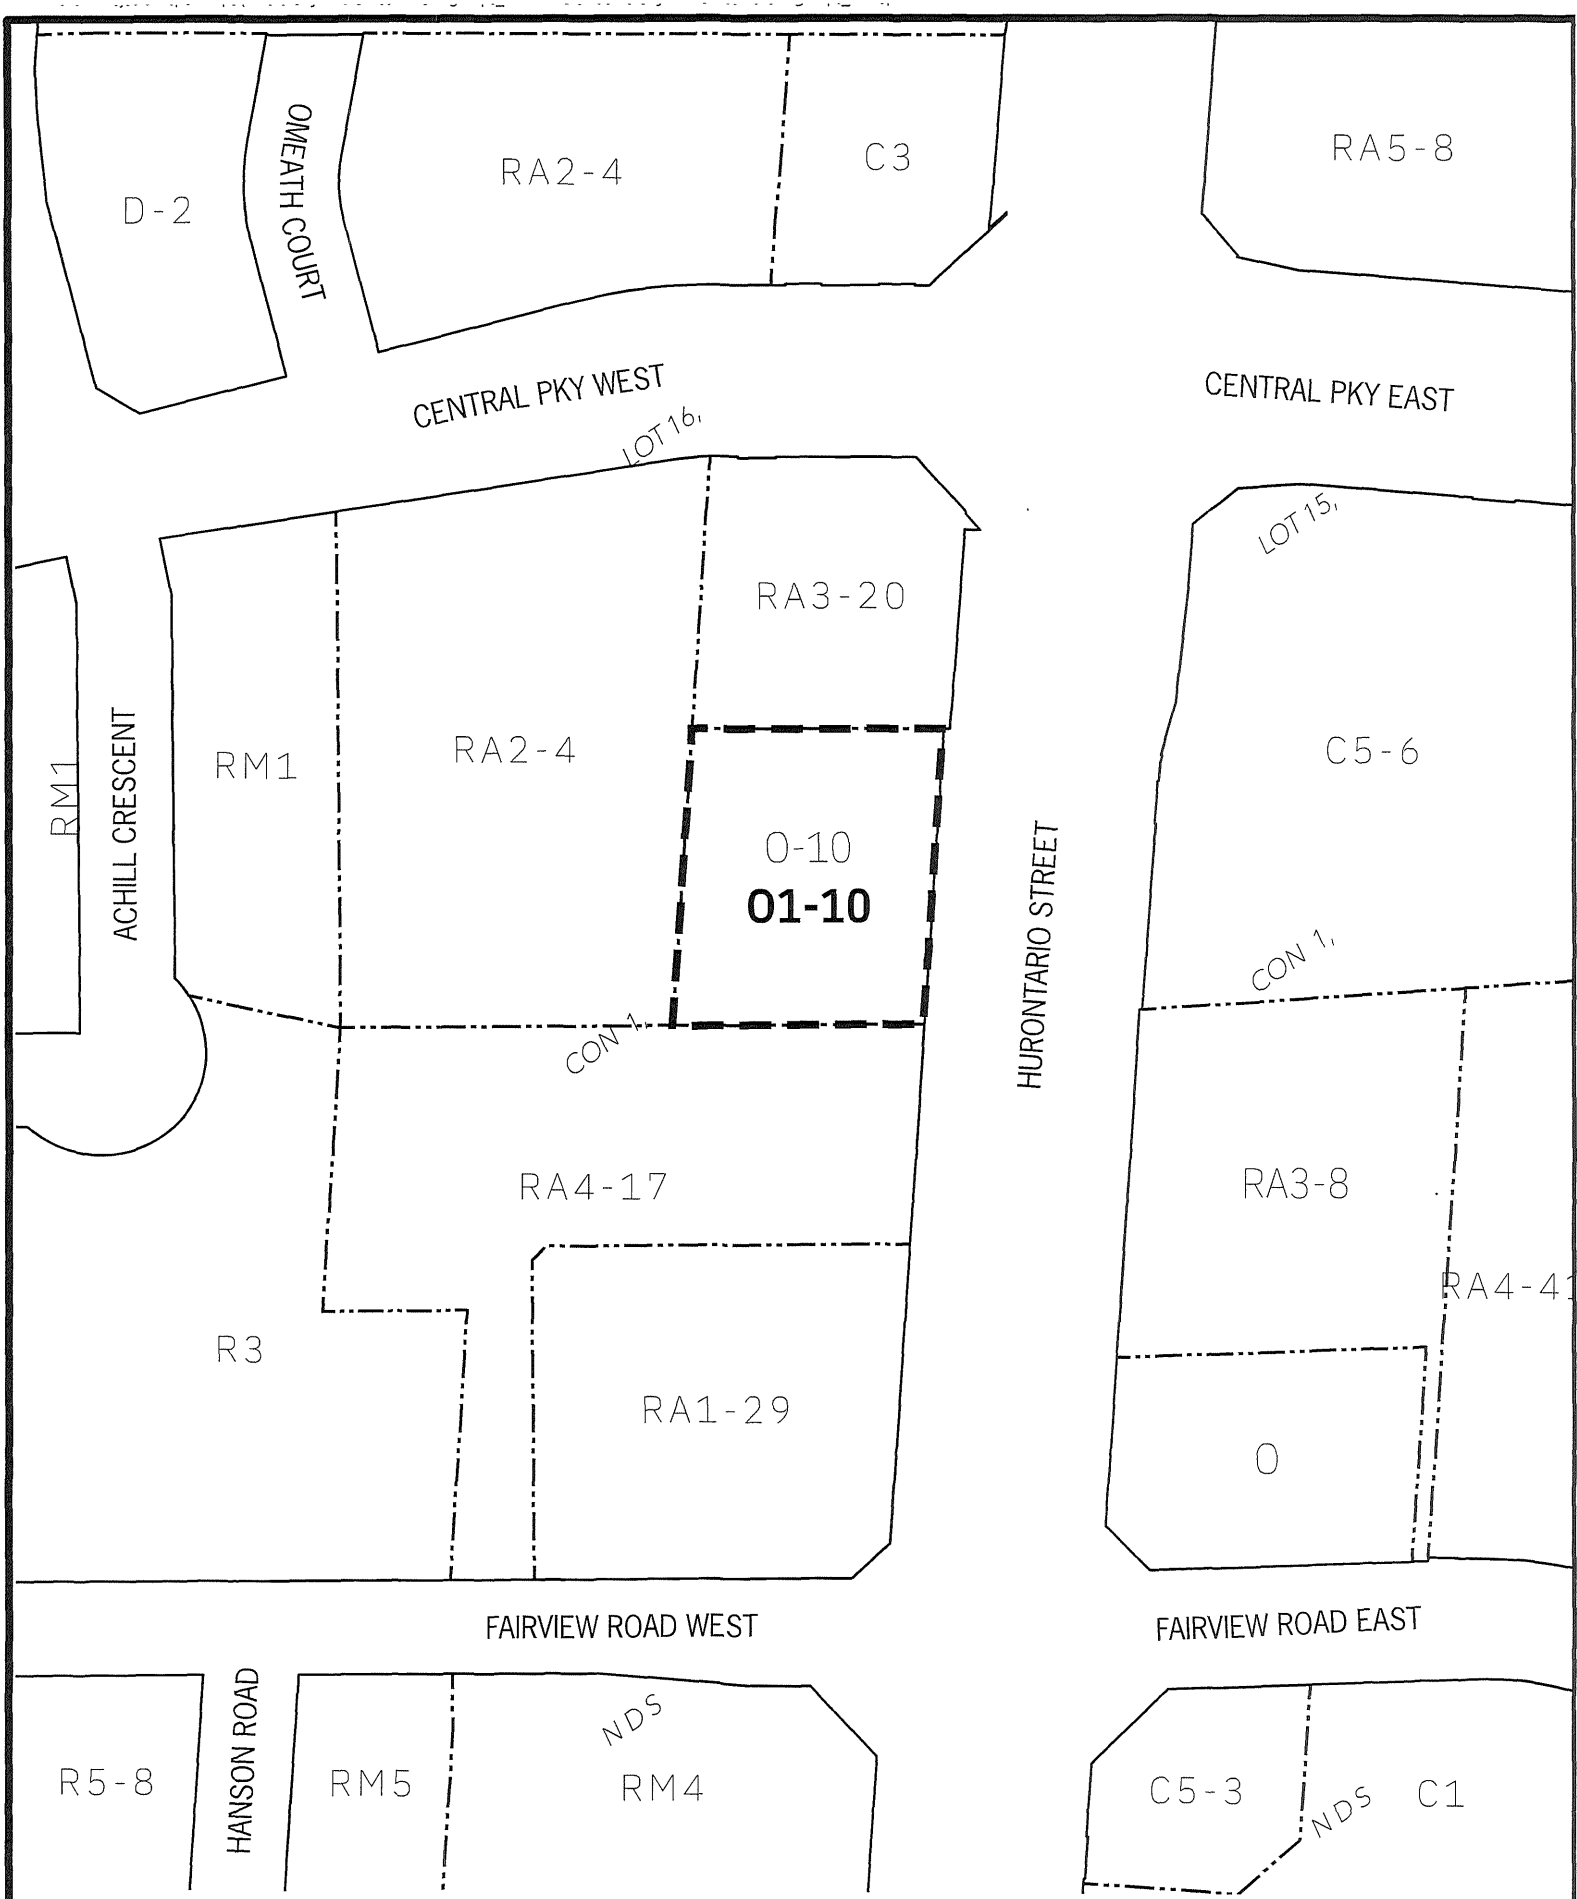 D-2
OMEATH COURT
RA2-4
C3
RA5-8
CENTRAL PKY WEST
CENTRAL PKY EAST
LOT 16,
LOT 15,
RA3-20
RM1
ACHILL CRESCENT
RM1
RA2-4
C5-6
O-10
O1-10
HURONTARIO STREET
CON 1,
CON 1,
RA4-17
RA3-8
RA4-41
R3
RA1-29
O
FAIRVIEW ROAD WEST
FAIRVIEW ROAD EAST
HANSON ROAD
NDS
R5-8
RM5
RM4
C5-3
NDS
C1